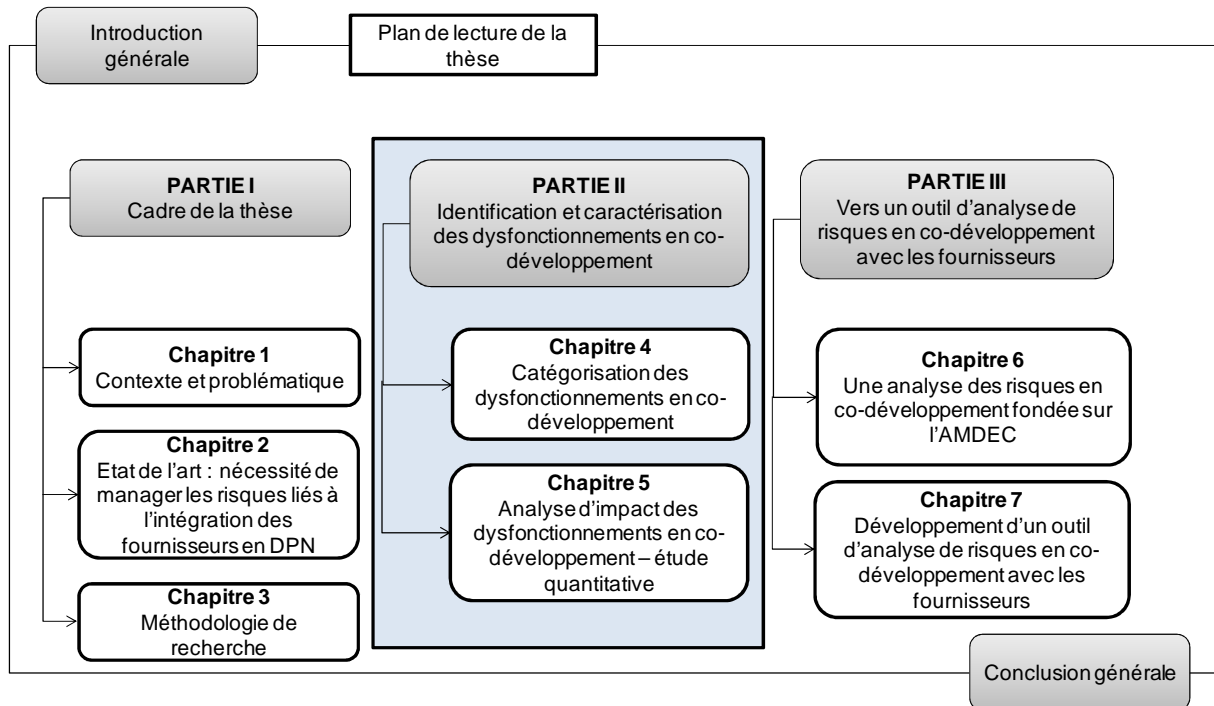 Introduction
générale
Plan de lecture de la
thèse
PARTIE I
Cadre de la thèse
Chapitre 1
Contexte et problématique
Chapitre 2
Etat de l'art : nécessité de
manager les risques liés à
l'intégration des
fournisseurs en DPN
Chapitre 3
Méthodologie de
recherche
PARTIE II
Identification et caractérisation
des dysfonctionnements en co-
développement
Chapitre 4
Catégorisation des
dysfonctionnements en co-
développement
Chapitre 5
Analyse d'impact des
dysfonctionnements en co-
développement – étude
quantitative
PARTIE III
Vers un outil d'analyse de
risques en co-développement
avec les fournisseurs
Chapitre 6
Une analyse des risques en
co-développement fondée sur
l'AMDEC
Chapitre 7
Développement d'un outil
d'analyse de risques en co-
développement avec les
fournisseurs
Conclusion générale